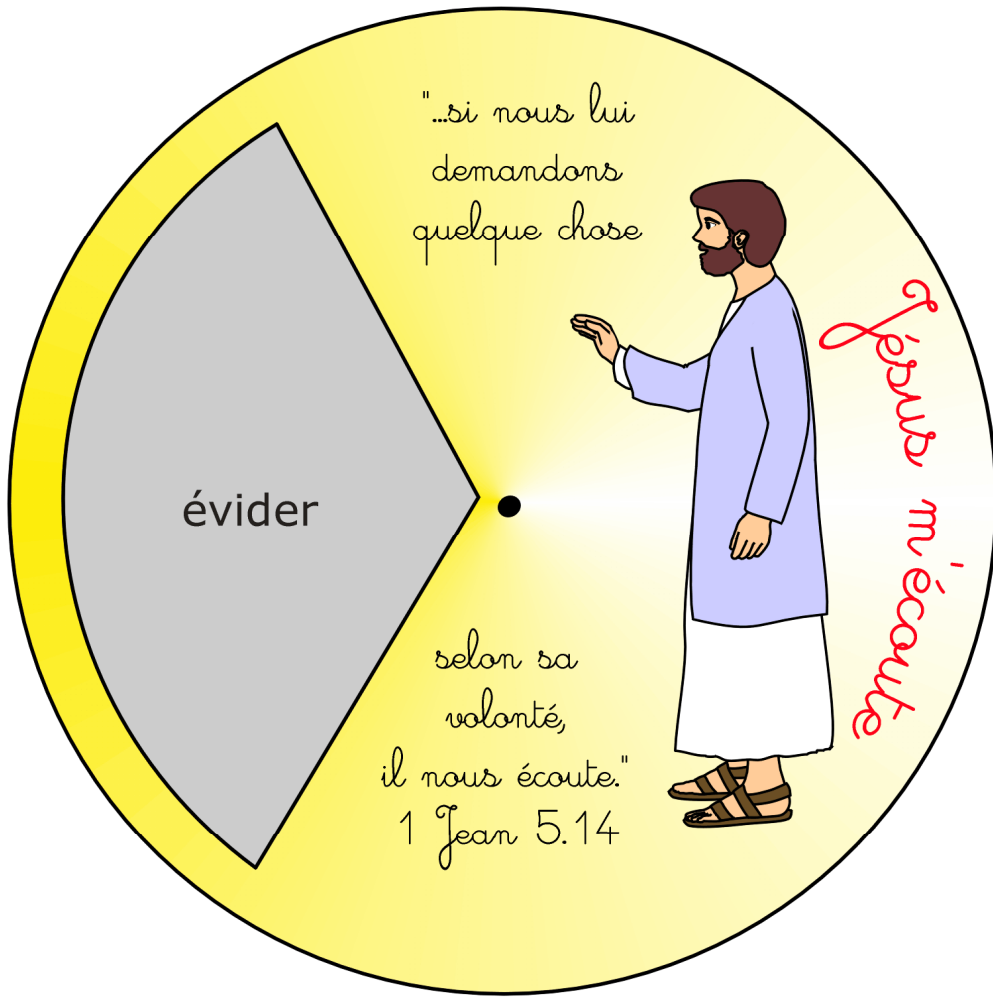 "...si nous lui
demandons
quelque chose
Jésus m'écoute
évider
selon sa
volonté,
il nous écoute."
1 Jean 5.14